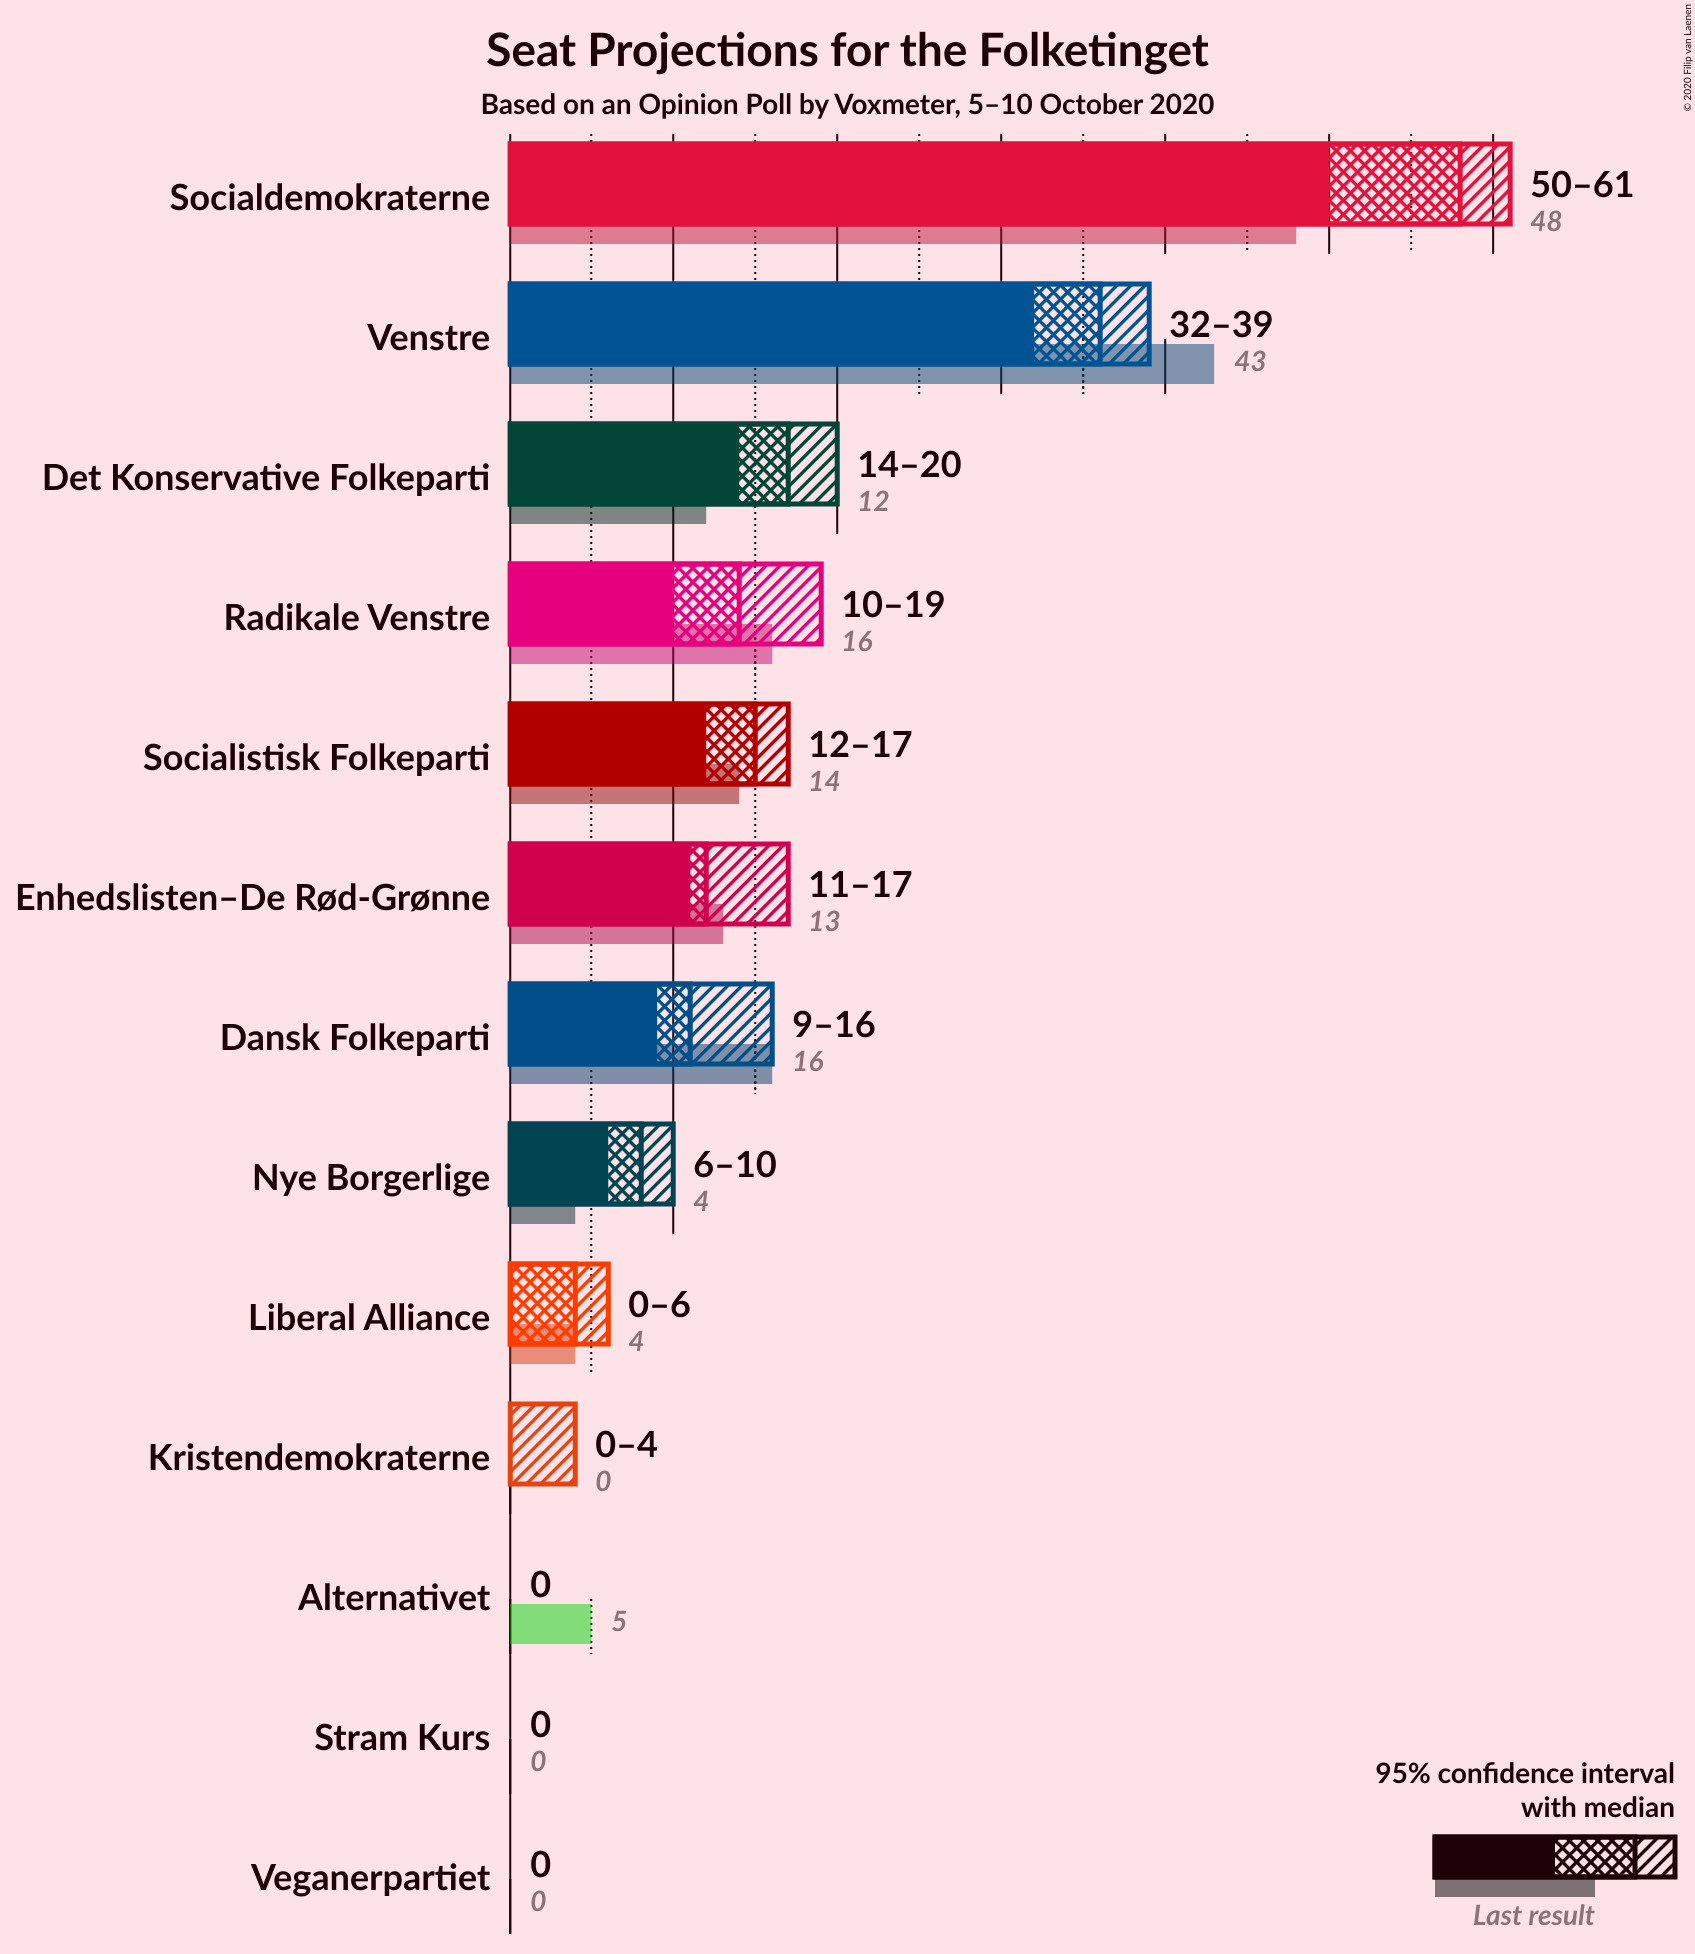 © 2020 Filip van Laenen
Seat Projections for the Folketinget
Based on an Opinion Poll by Voxmeter, 5–10 October 2020
Socialdemokraterne
50–61
48
Venstre
32–39
43
Det Konservative Folkeparti
14–20
12
Radikale Venstre
10–19
16
Socialistisk Folkeparti
12–17
14
Enhedslisten–De Rød-Grønne
11–17
13
Dansk Folkeparti
9–16
16
Nye Borgerlige
6–10
4
Liberal Alliance
0–6
4
Kristendemokraterne
0–4
0
Alternativet
0
5
Stram Kurs
0
0
Veganerpartiet
0
0
95% confidence interval
with median
Last result